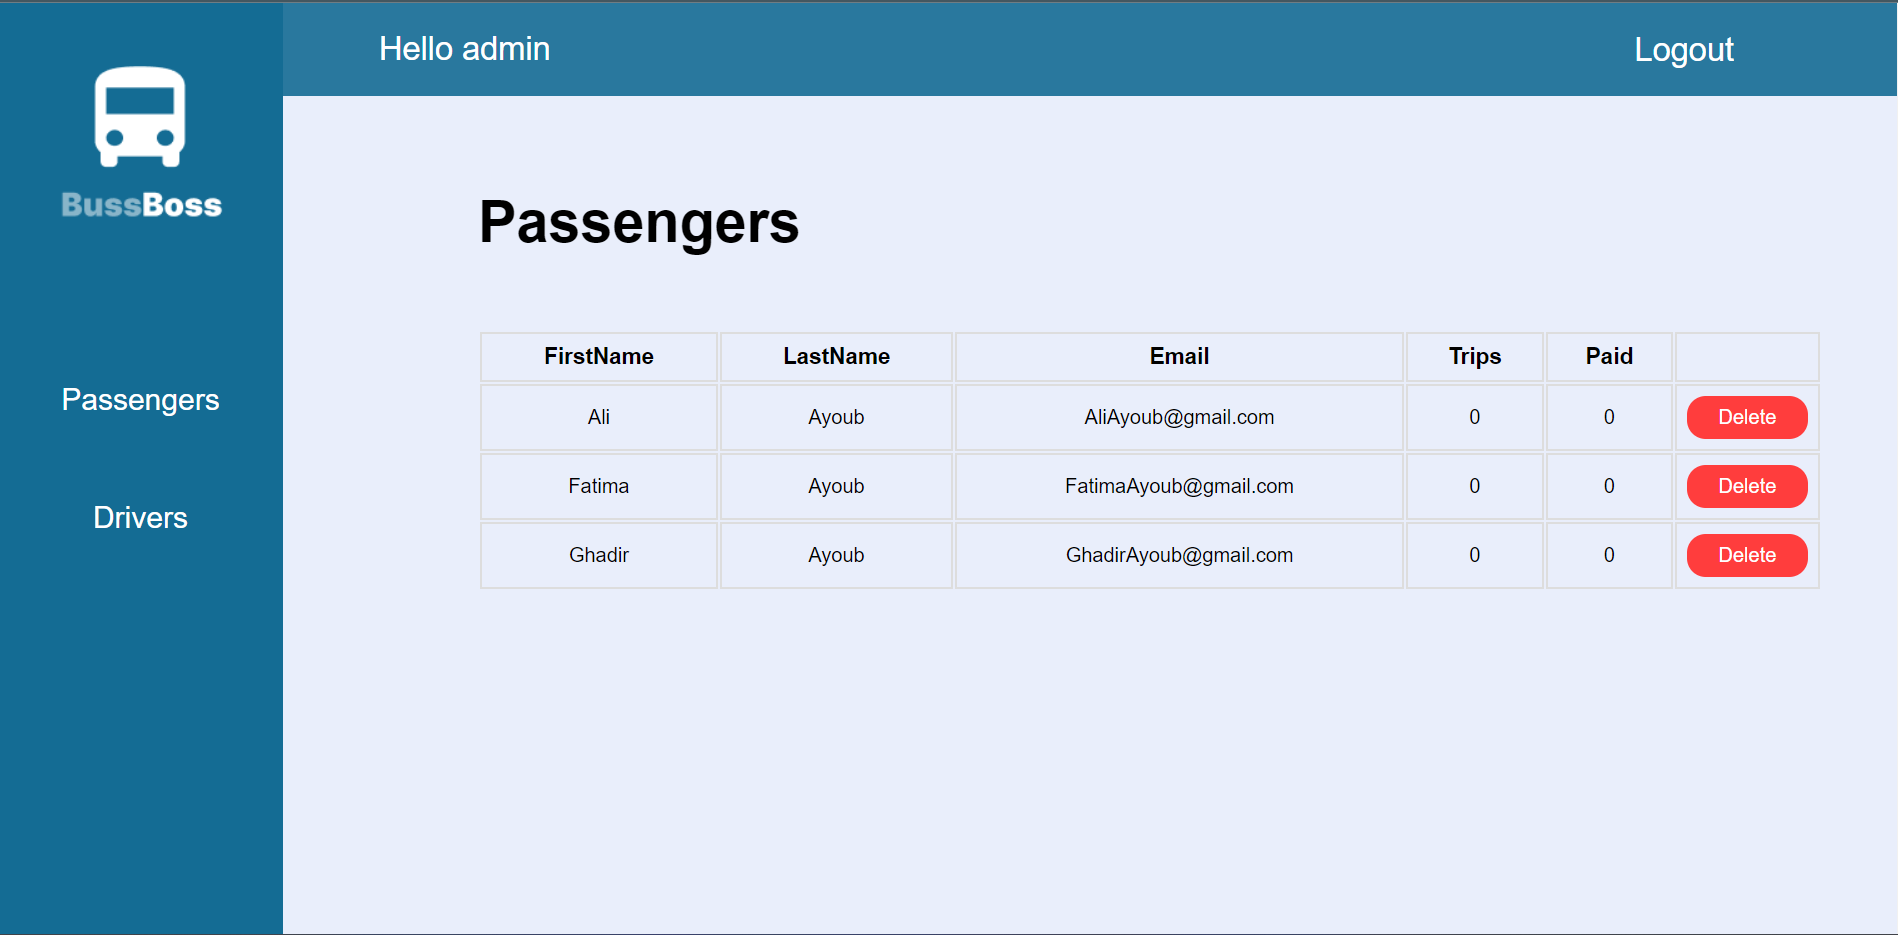 Hello admin
Logout
BussBoss
Passengers
Drivers
Passengers
FirstName LastName Email Trips Paid
Ali Ayoub AliAyoub@gmail.com 0 0 Delete
Fatima Ayoub FatimaAyoub@gmail.com 0 0 Delete
Ghadir Ayoub GhadirAyoub@gmail.com 0 0 Delete